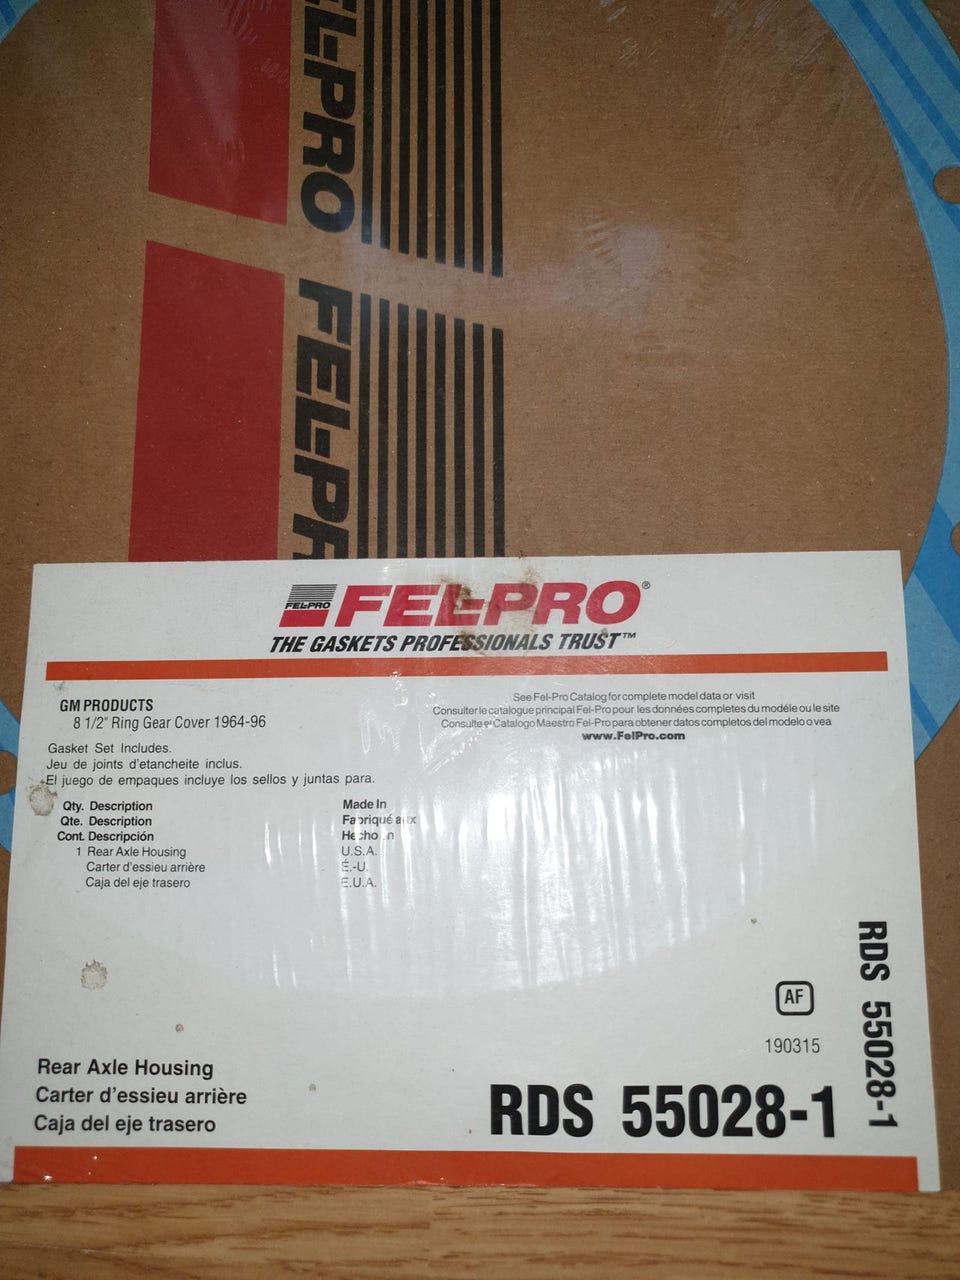 FEL-PRO
FEL-PR
FEL-PRO
FEL-PRO®
THE GASKETS PROFESSIONALS TRUST™
GM PRODUCTS
8 1/2" Ring Gear Cover 1964-96
See Fel-Pro Catalog for complete model data or visit
Consulter le catalogue principal Fel-Pro pour les données completes du modéle ou le site
Consulte el Catalogo Maestro Fel-Pro para obtener datos completos del modelo o vea
www.FelPro.com
Gasket Set Includes.
Jeu de joints d'etancheite inclus.
El juego de empaques incluye los sellos y juntas para.
Qty. Description Made In
Qte. Description Fabriqué aux
Cont. Descripción Hecho en
1 Rear Axle Housing U.S.A.
Carter d'essieu arrière É.-U.
Caja del eje trasero E.U.A.
RDS 55028-1
AF
190315
Rear Axle Housing
Carter d'essieu arrière
Caja del eje trasero
RDS 55028-1